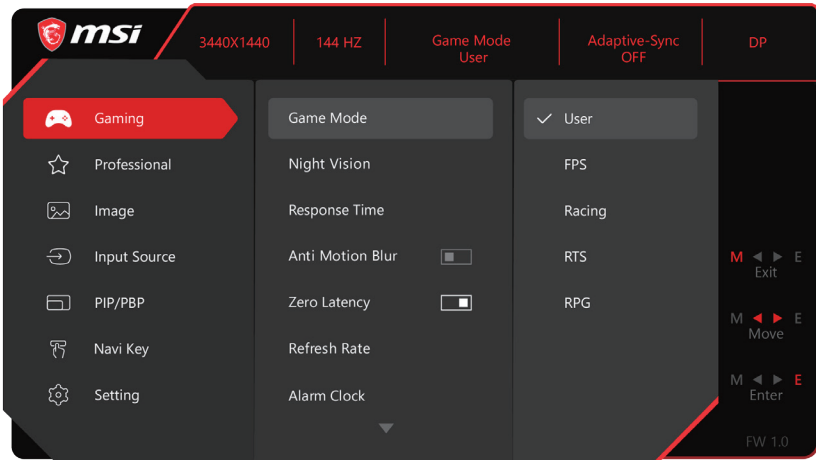 msi
3440X1440
144 HZ
Game Mode
User
Adaptive-Sync
OFF
DP
Gaming
Professional
Image
Input Source
PIP/PBP
Navi Key
Setting
Game Mode
Night Vision
Response Time
Anti Motion Blur
Zero Latency
Refresh Rate
Alarm Clock
User
FPS
Racing
RTS
RPG
M ◀ ▶ E
Exit
M ◀ ▶ E
Move
M ◀ ▶ E
Enter
FW 1.0